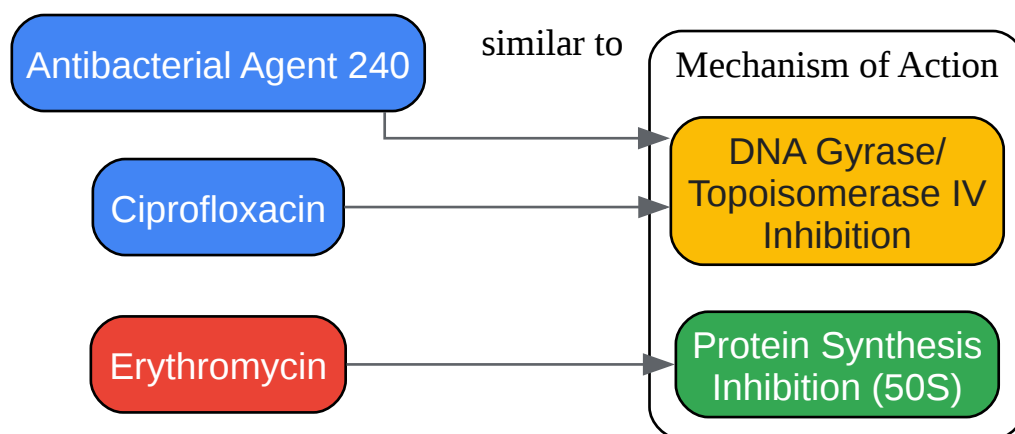 Antibacterial Agent 240
similar to
Mechanism of Action
DNA Gyrase/
Topoisomerase IV
Inhibition
Ciprofloxacin
Erythromycin
Protein Synthesis
Inhibition (50S)